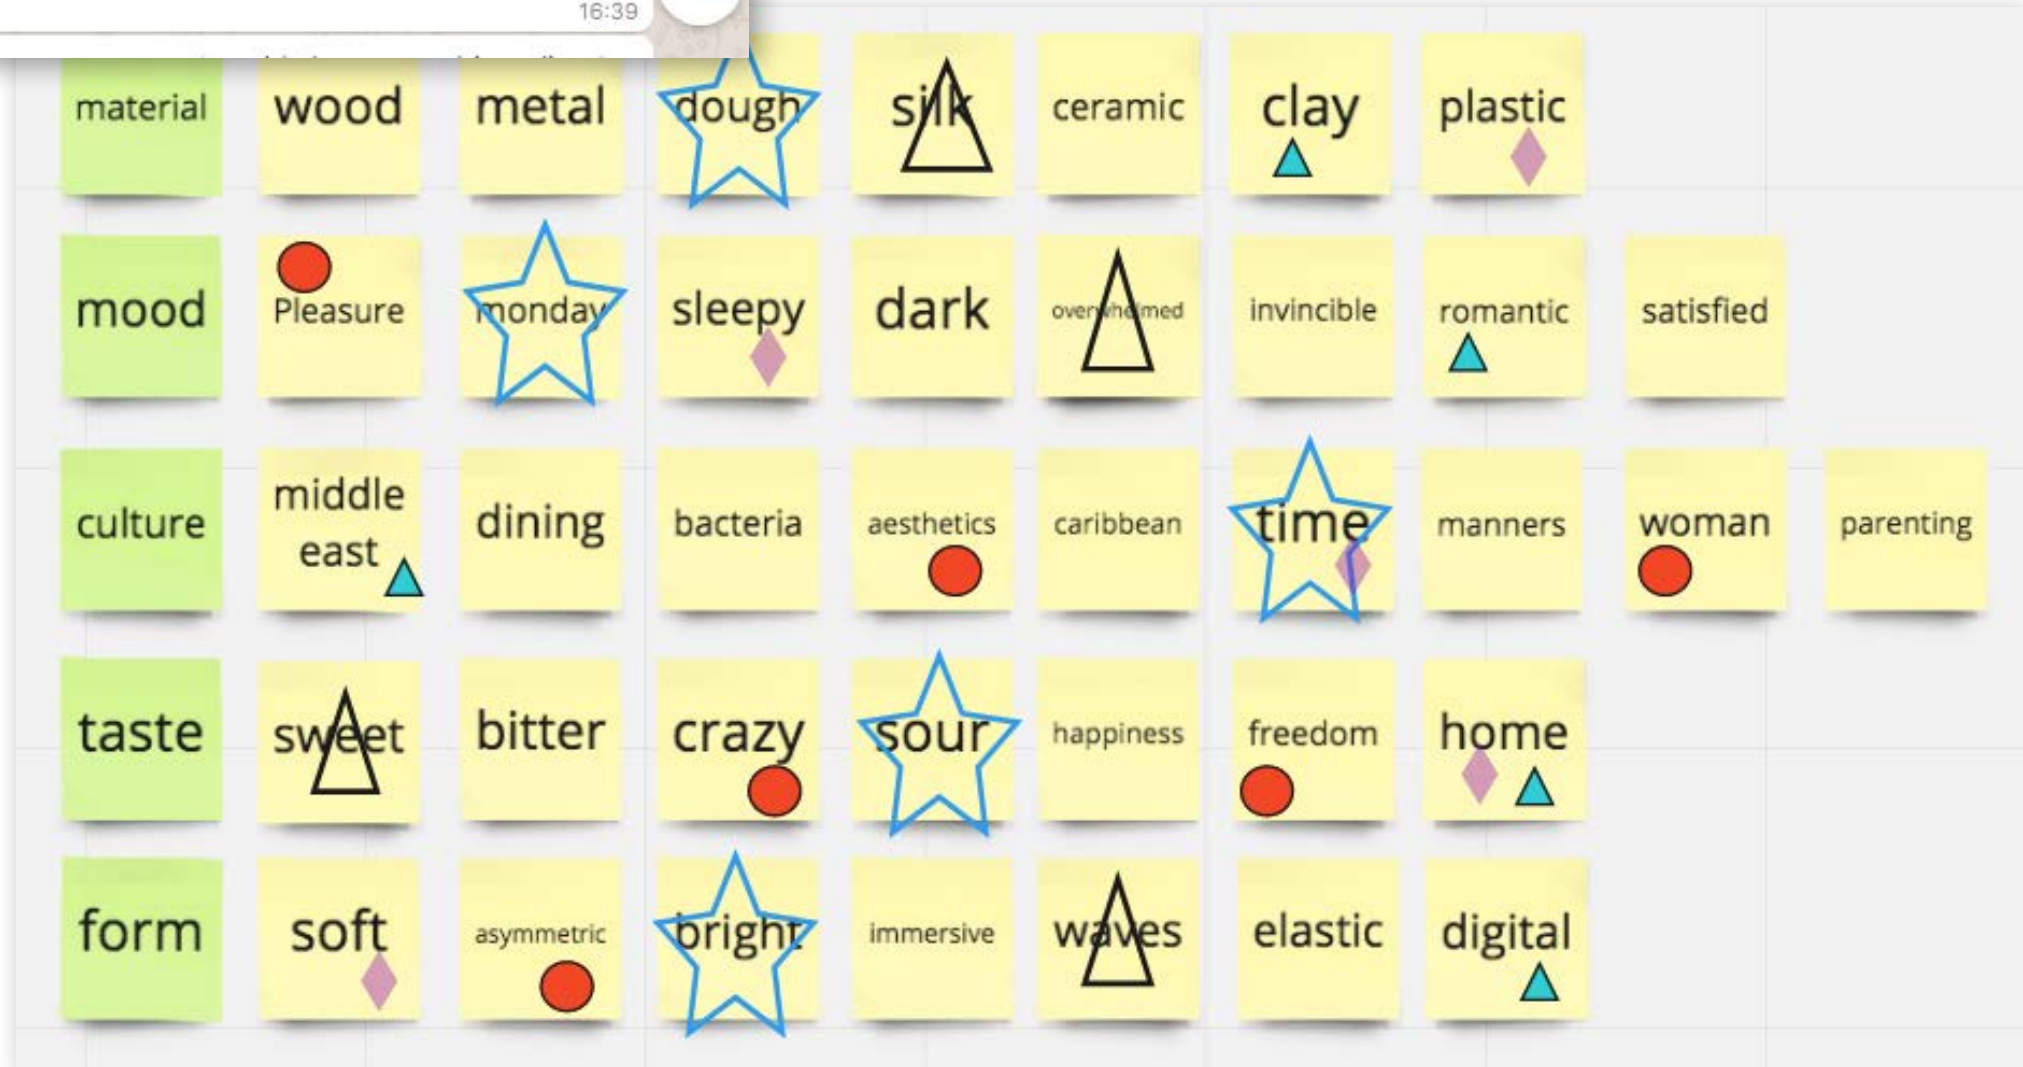 16:39
material wood metal dough silk ceramic clay plastic
mood Pleasure monday sleepy dark overwhelmed invincible romantic satisfied
culture middle east dining bacteria aesthetics caribbean time manners woman parenting
taste sweet bitter crazy sour happiness freedom home
form soft asymmetric bright immersive waves elastic digital